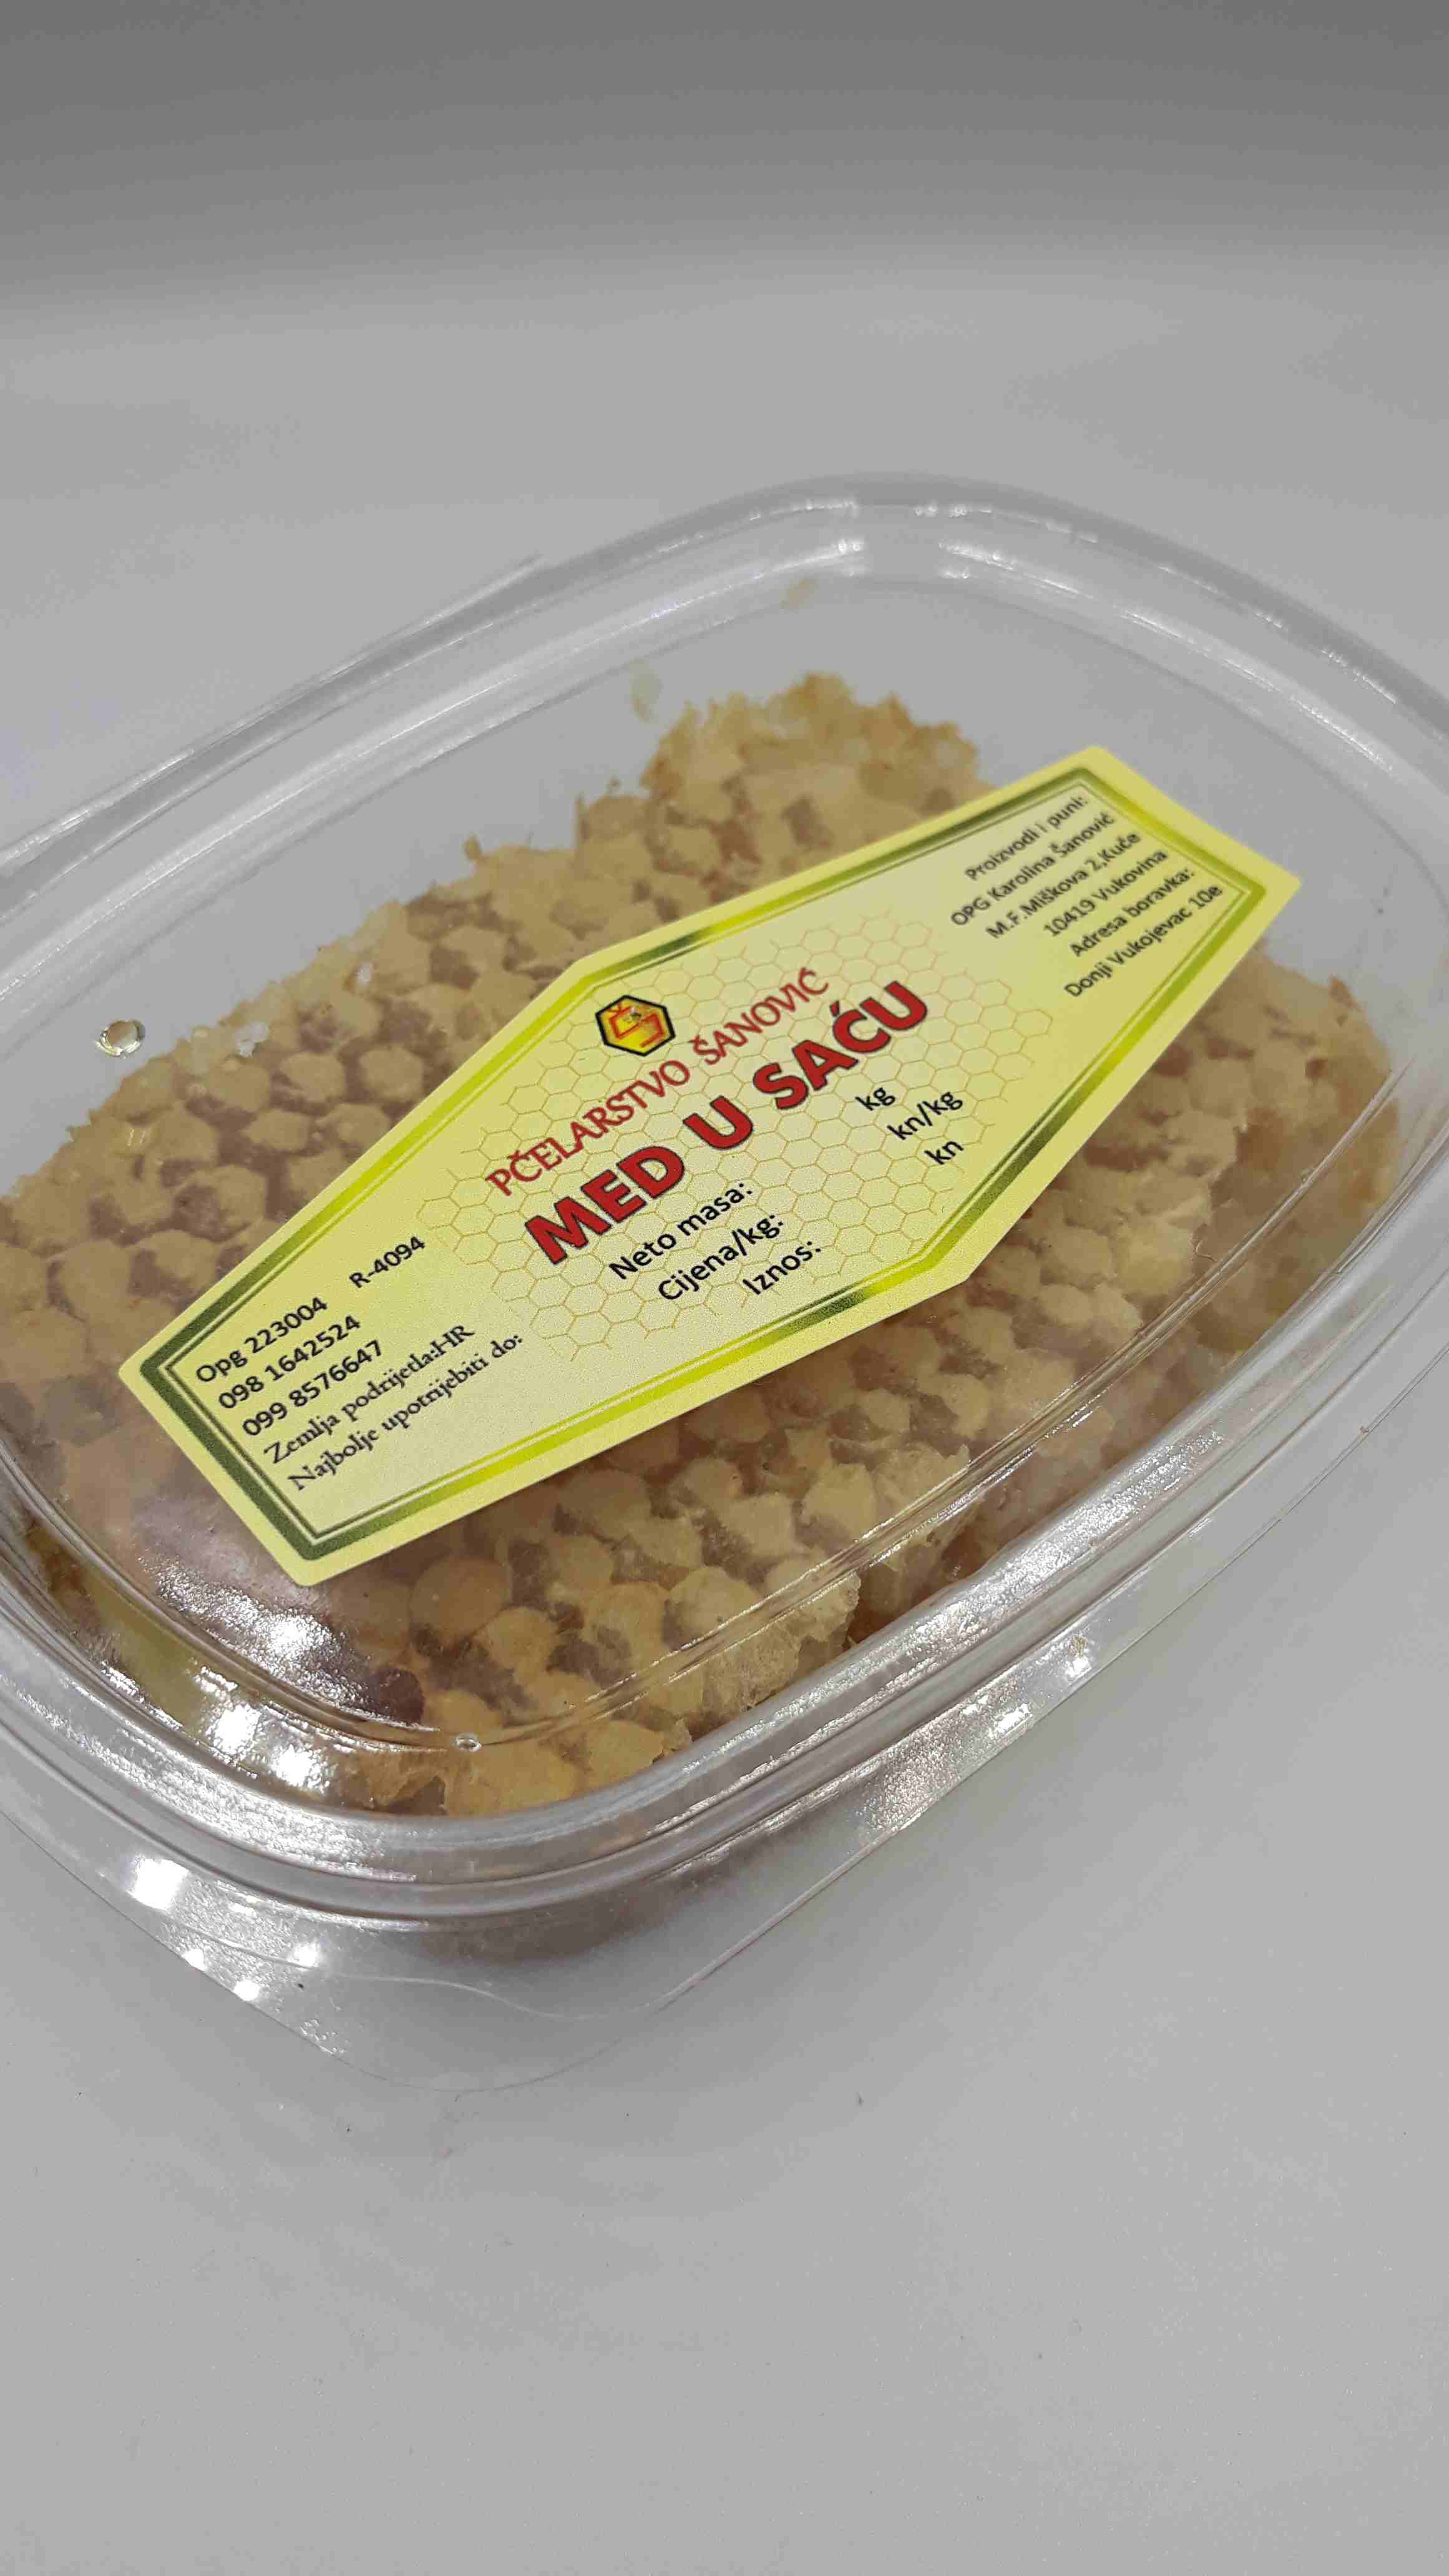 PČELARSTVO ŠANOVIĆ
MED U SAĆU
Neto masa: kg
Cijena/kg: kn/kg
Iznos: kn
Opg 223004 R-4094
098 1642524
099 8576647
Zemlja podrijetla:HR
Najbolje upotrijebiti do:
Proizvodi i puni:
OPG Karolina Šanović
M.F.Miškova 2,Kuče
10419 Vukovina
Adresa boravka:
Donji Vukojevac 10e